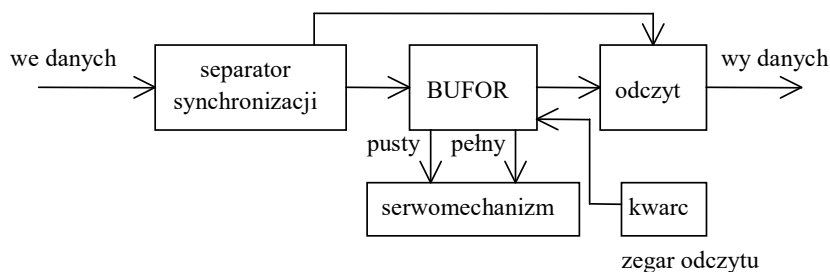 we danych
separator
synchronizacji
BUFOR
odczyt
wy danych
pusty
pełny
serwomechanizm
kwarc
zegar odczytu